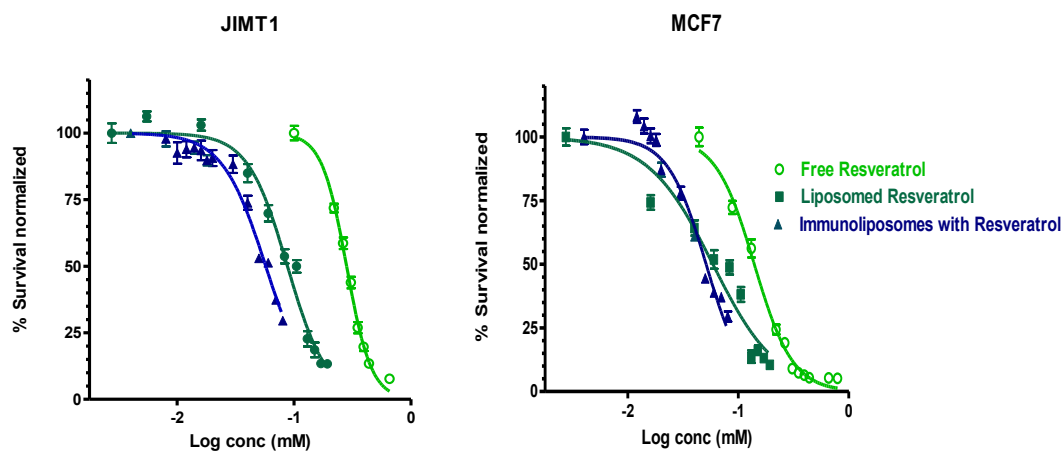 JIMT1
% Survival normalized
100
75
50
25
0
-2
-1
0
Log conc (mM)
MCF7
% Survival normalized
100
75
50
25
0
-2
-1
0
Log conc (mM)
Free Resveratrol
Liposomed Resveratrol
Immunoliposomes with Resveratrol